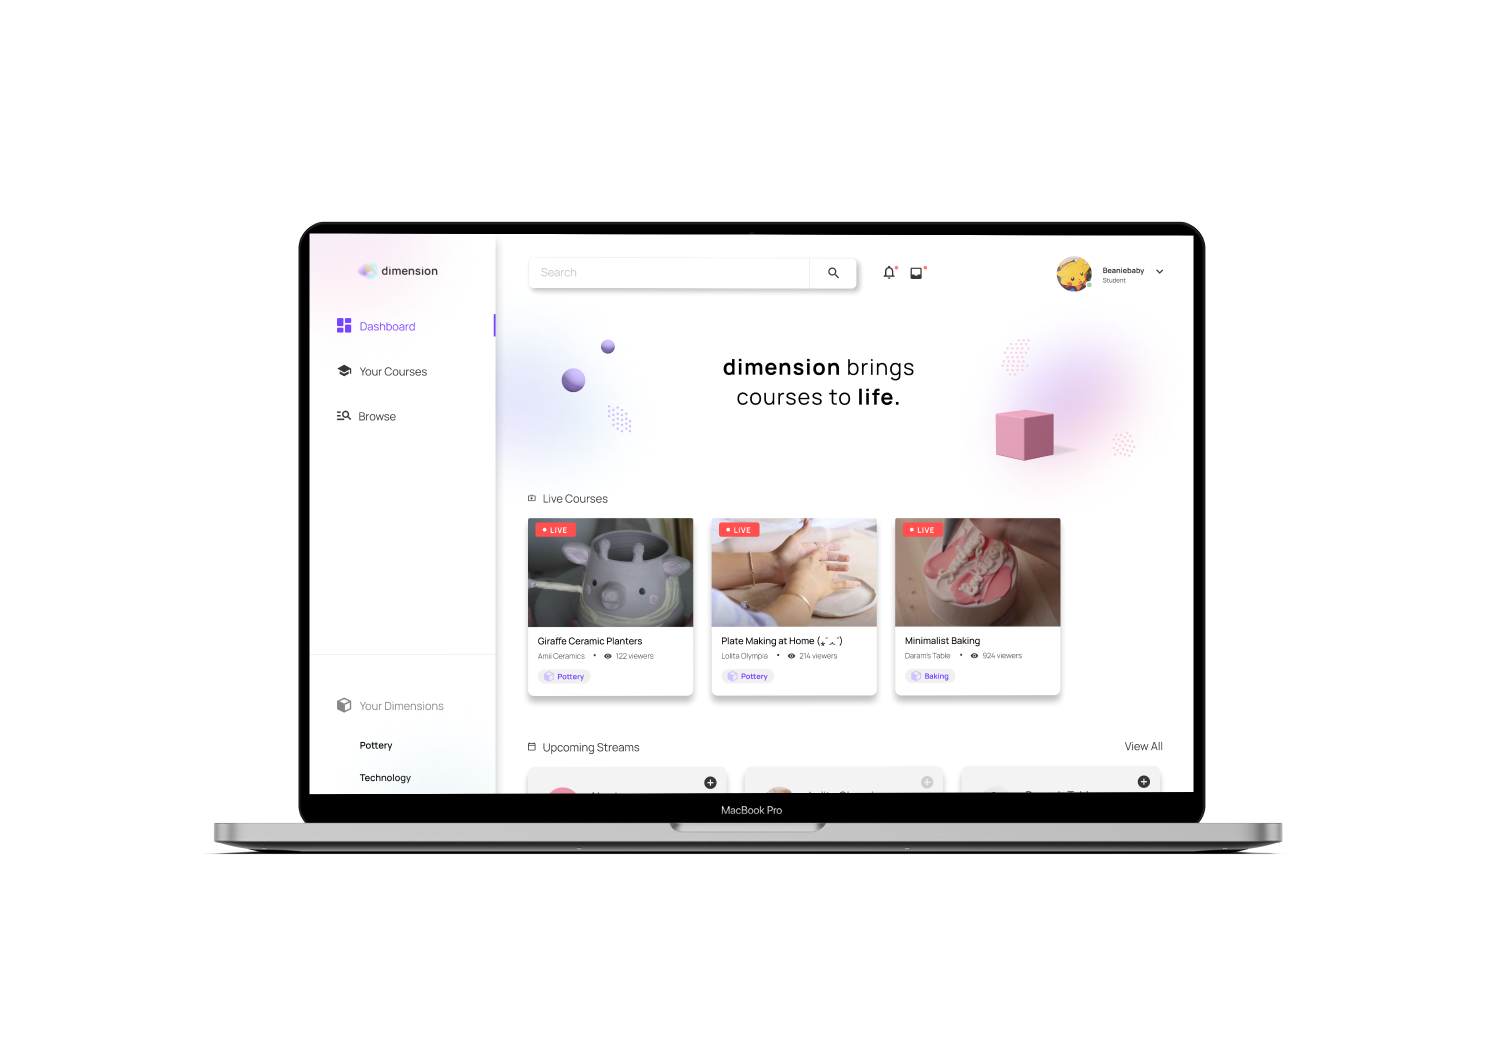 dimension
Dashboard
Your Courses
Browse
Your Dimensions
Pottery
Technology
Search
Beaniebaby
Student
dimension brings
courses to life.
Live Courses
LIVE
Giraffe Ceramic Planters
Amii Ceramics • 122 viewers
Pottery
LIVE
Plate Making at Home
Lolita Olympia • 214 viewers
Pottery
LIVE
Minimalist Baking
Daram's Table • 924 viewers
Baking
Upcoming Streams
View All
MacBook Pro